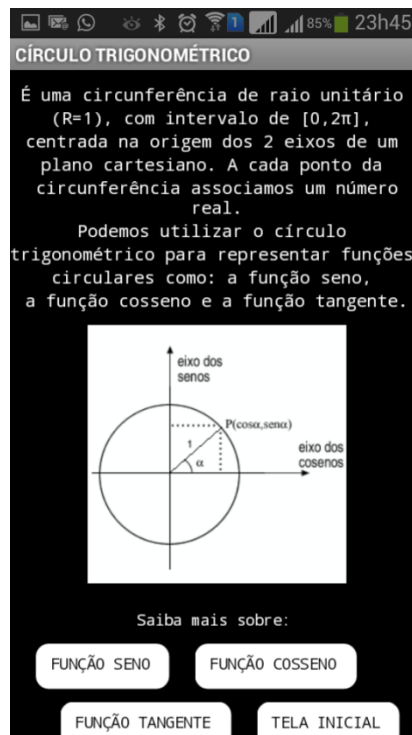 85% 23h45
CÍRCULO TRIGONOMÉTRICO
É uma circunferência de raio unitário
(R=1), com intervalo de [0,2π],
centrada na origem dos 2 eixos de um
plano cartesiano. A cada ponto da
circunferência associamos um número
real.
Podemos utilizar o círculo
trigonométrico para representar funções
circulares como: a função seno,
a função cosseno e a função tangente.
eixo dos
senos
P(cosα,senα)
1
α
eixo dos
cosenos
Saiba mais sobre:
FUNÇÃO SENO FUNÇÃO COSSENO
FUNÇÃO TANGENTE TELA INICIAL